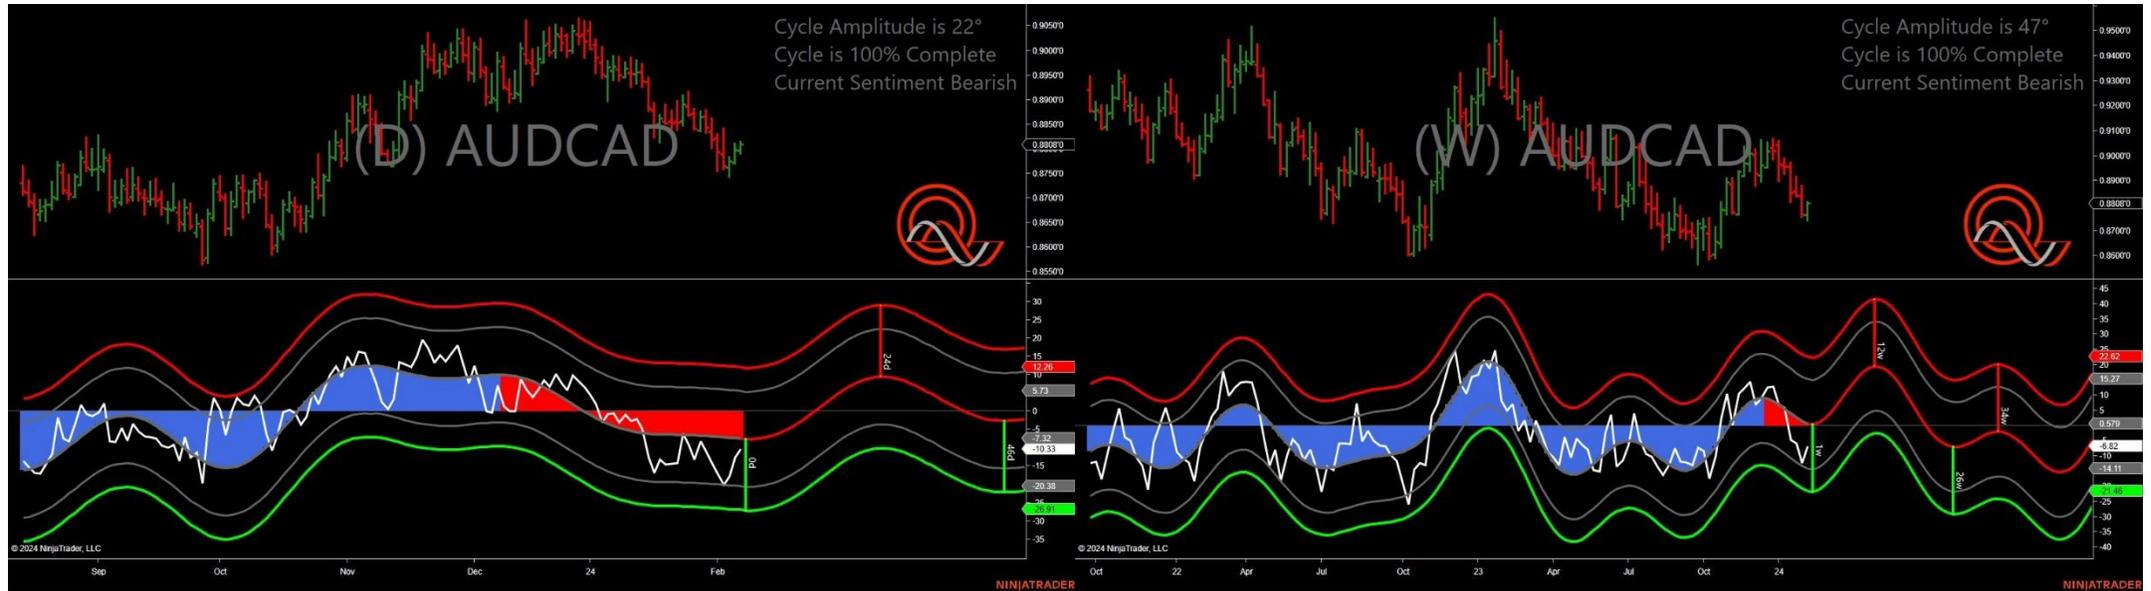 Cycle Amplitude is 22°
Cycle is 100% Complete
Current Sentiment Bearish
(D) AUDCAD
0.9050'0
0.9000'0
0.8950'0
0.8900'0
0.8850'0
0.8808'0
0.8750'0
0.8700'0
0.8650'0
0.8600'0
0.8550'0
30
25
20
15
12.26
10
5.73
0
-5
-7.32
-10.33
-15
-20.38
-26.91
-30
-35
24d
0d
46d
© 2024 NinjaTrader, LLC
Sep Oct Nov Dec 24 Feb
NINJATRADER
Cycle Amplitude is 47°
Cycle is 100% Complete
Current Sentiment Bearish
(W) AUDCAD
0.9500'0
0.9400'0
0.9300'0
0.9200'0
0.9100'0
0.9000'0
0.8900'0
0.8808'0
0.8700'0
0.8600'0
45
40
35
30
25
22.62
20
15.27
10
5
0.579
-6.82
-10
-14.11
-21.46
-25
-30
-35
-40
1w
12w
26w
34w
© 2024 NinjaTrader, LLC
Oct 22 Apr Jul Oct 23 Apr Jul Oct 24
NINJATRADER